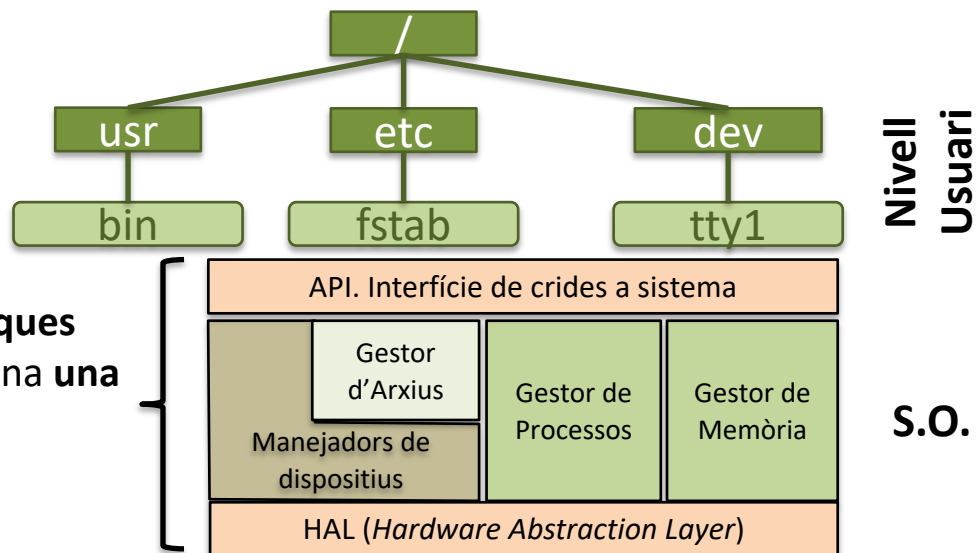 /
usr
etc
dev
bin
fstab
tty1
Nivell
Usuari
API. Interfície de crides a sistema
ques
na una
Gestor
d'Arxius
Manejadors de
dispositius
Gestor de
Processos
Gestor de
Memòria
S.O.
HAL (Hardware Abstraction Layer)